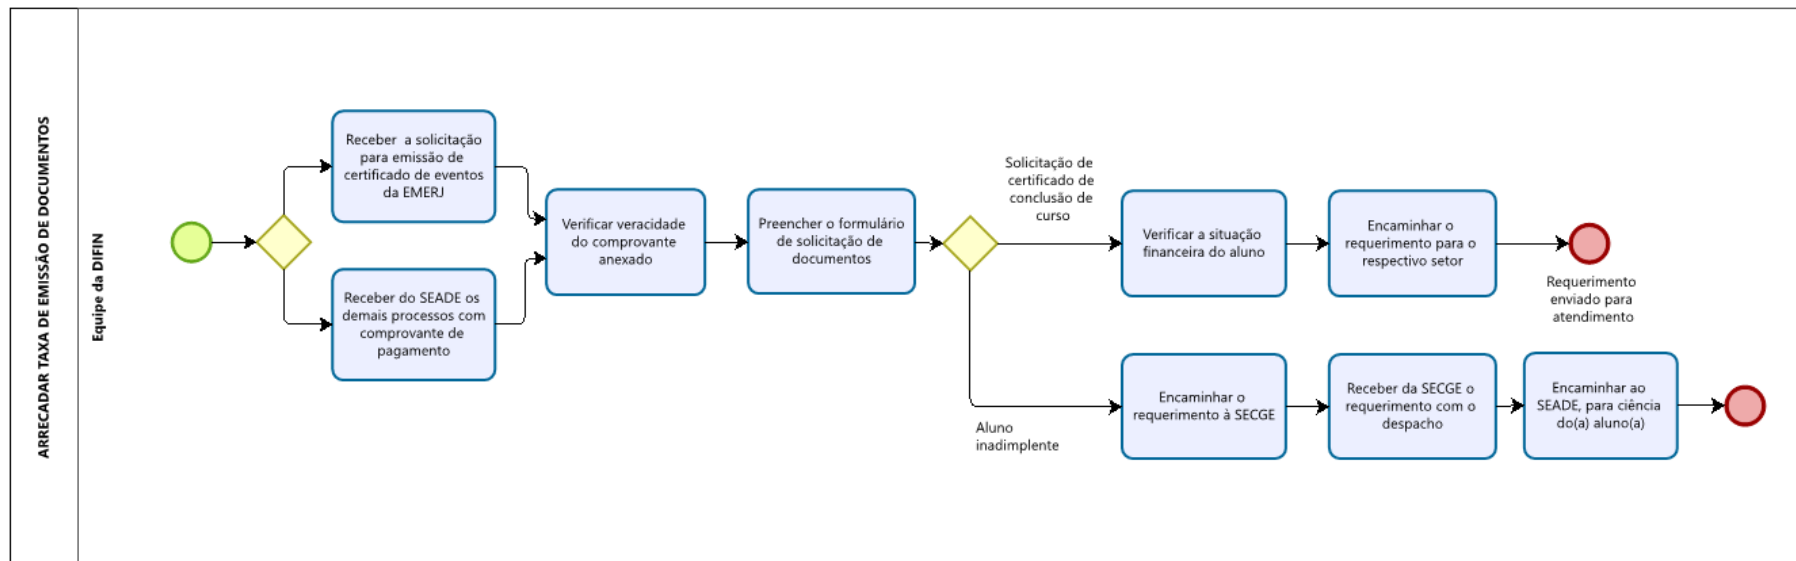 ARRECADAR TAXA DE EMISSÃO DE DOCUMENTOS
Equipe da DIFIN
Receber a solicitação
para emissão de
certificado de eventos
da EMERJ
Receber do SEADE os
demais processos com
comprovante de
pagamento
Verificar veracidade
do comprovante
anexado
Preencher o formulário
de solicitação de
documentos
Solicitação de
certificado de
conclusão de
curso
Verificar a situação
financeira do aluno
Encaminhar o
requerimento para o
respectivo setor
Requerimento
enviado para
atendimento
Aluno
inadimplente
Encaminhar o
requerimento à SECGE
Receber da SECGE o
requerimento com o
despacho
Encaminhar ao
SEADE, para ciência
do(a) aluno(a)